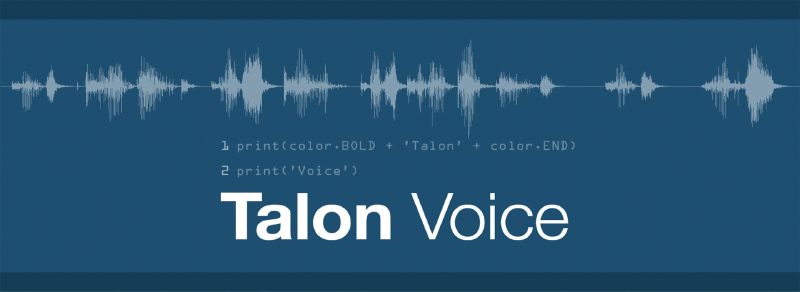 1 print(color.BOLD + 'Talon' + color.END)
2 print('Voice')
Talon Voice